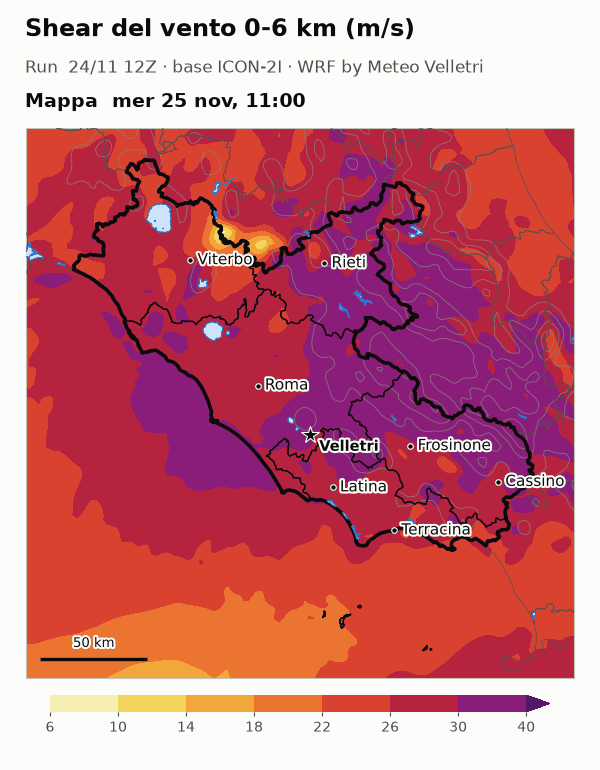 Shear del vento 0-6 km (m/s)
Run  24/11 12Z · base ICON-2I · WRF by Meteo Velletri
Mappa  mer 25 nov, 11:00
Viterbo
Rieti
Roma
Velletri
Frosinone
Latina
Cassino
Terracina
50 km
6 10 14 18 22 26 30 40